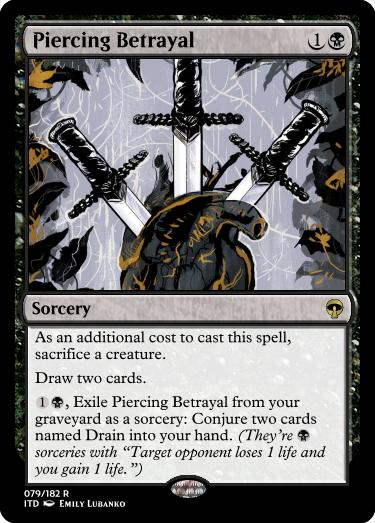 Piercing Betrayal 1
Sorcery
As an additional cost to cast this spell,
sacrifice a creature.
Draw two cards.
1 , Exile Piercing Betrayal from your
graveyard as a sorcery: Conjure two cards
named Drain into your hand. (They're
sorceries with “Target opponent loses 1 life and
you gain 1 life.”)
079/182 R
ITD EMILY LUBANKO